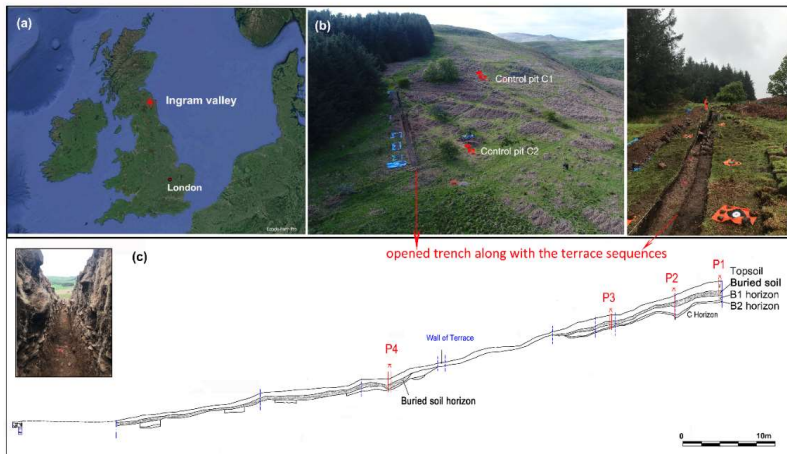 (a)
Ingram valley
London
(b)
Control pit C1
Control pit C2
opened trench along with the terrace sequences
(c)
P1
P2
P3
P4
Topsoil
Buried soil
B1 horizon
B2 horizon
C Horizon
Wall of Terrace
Buried soil horizon
0 10m